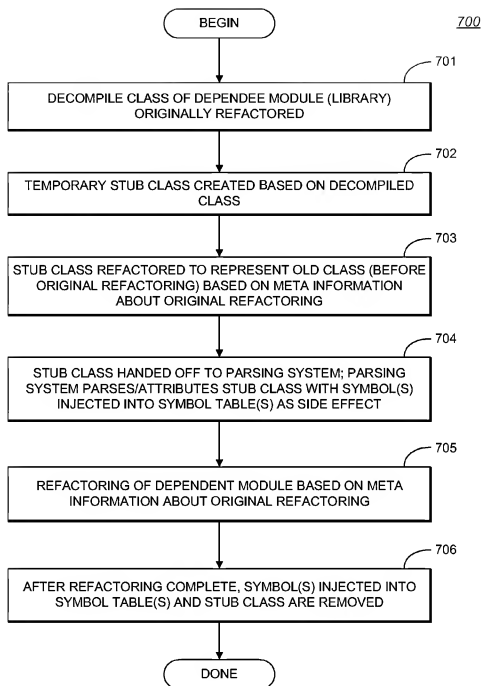 BEGIN
700
701
DECOMPILE CLASS OF DEPENDEE MODULE (LIBRARY)
ORIGINALLY REFACTORED
702
TEMPORARY STUB CLASS CREATED BASED ON DECOMPILED
CLASS
703
STUB CLASS REFACTORED TO REPRESENT OLD CLASS (BEFORE
ORIGINAL REFACTORING) BASED ON META INFORMATION
ABOUT ORIGINAL REFACTORING
704
STUB CLASS HANDED OFF TO PARSING SYSTEM; PARSING
SYSTEM PARSES/ATTRIBUTES STUB CLASS WITH SYMBOL(S)
INJECTED INTO SYMBOL TABLE(S) AS SIDE EFFECT
705
REFACTORING OF DEPENDENT MODULE BASED ON META
INFORMATION ABOUT ORIGINAL REFACTORING
706
AFTER REFACTORING COMPLETE, SYMBOL(S) INJECTED INTO
SYMBOL TABLE(S) AND STUB CLASS ARE REMOVED
DONE